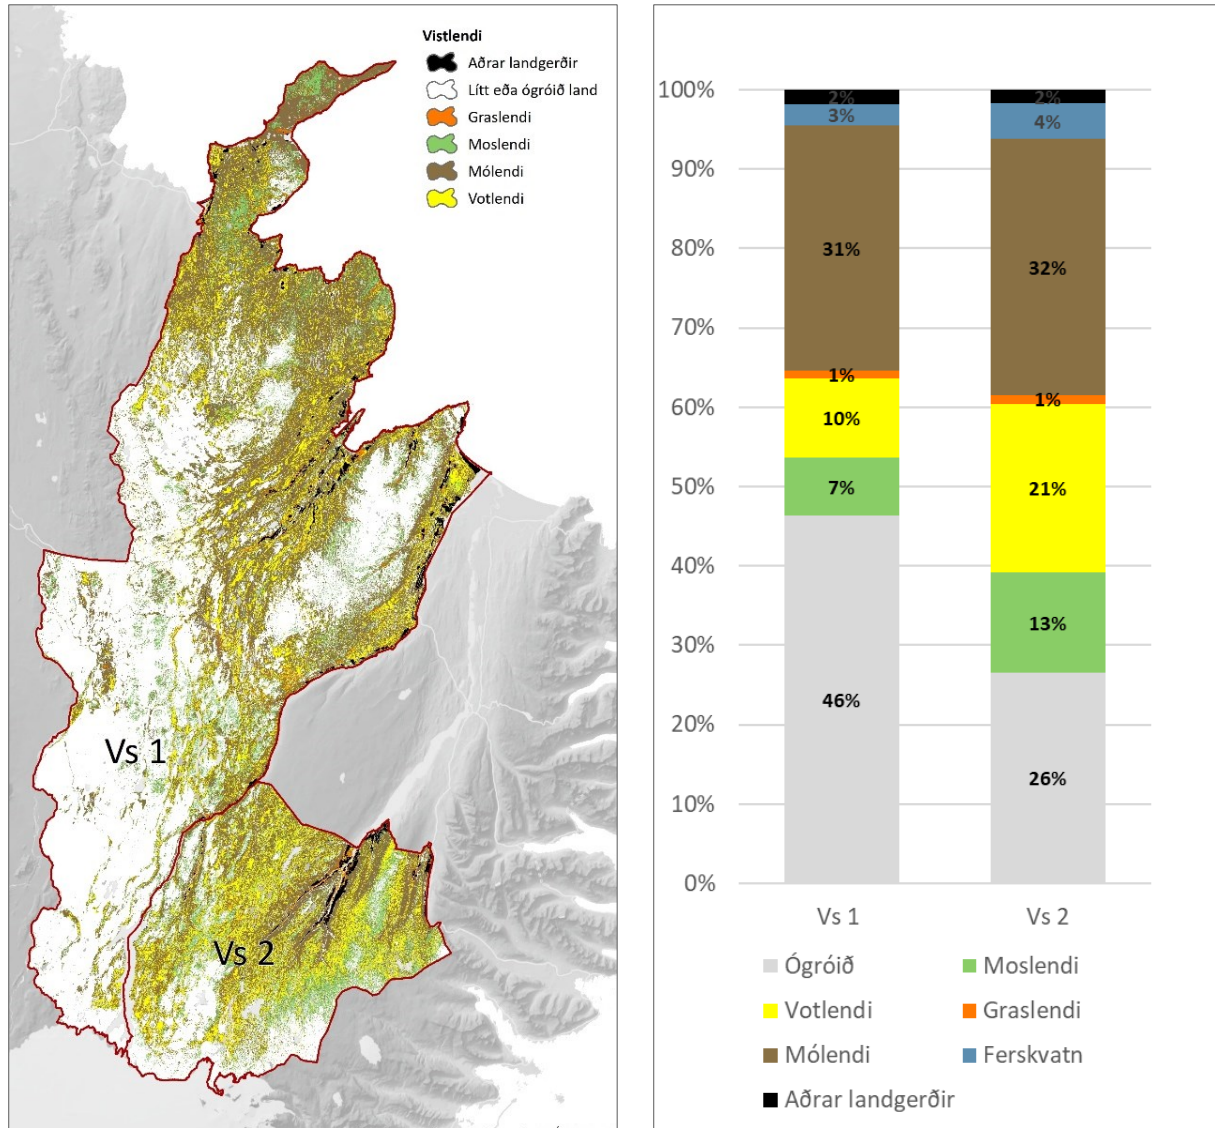 Vistlendi
Aðrar landgerðir
Lítt eða ógróið land
Graslendi
Moslendi
Mólendi
Votlendi
Vs 1
Vs 2
100%
90%
80%
70%
60%
50%
40%
30%
20%
10%
0%
2%
3%
31%
1%
10%
7%
46%
2%
4%
32%
1%
21%
13%
26%
Vs 1
Vs 2
Ógróið
Moslendi
Votlendi
Graslendi
Mólendi
Ferskvatn
Aðrar landgerðir